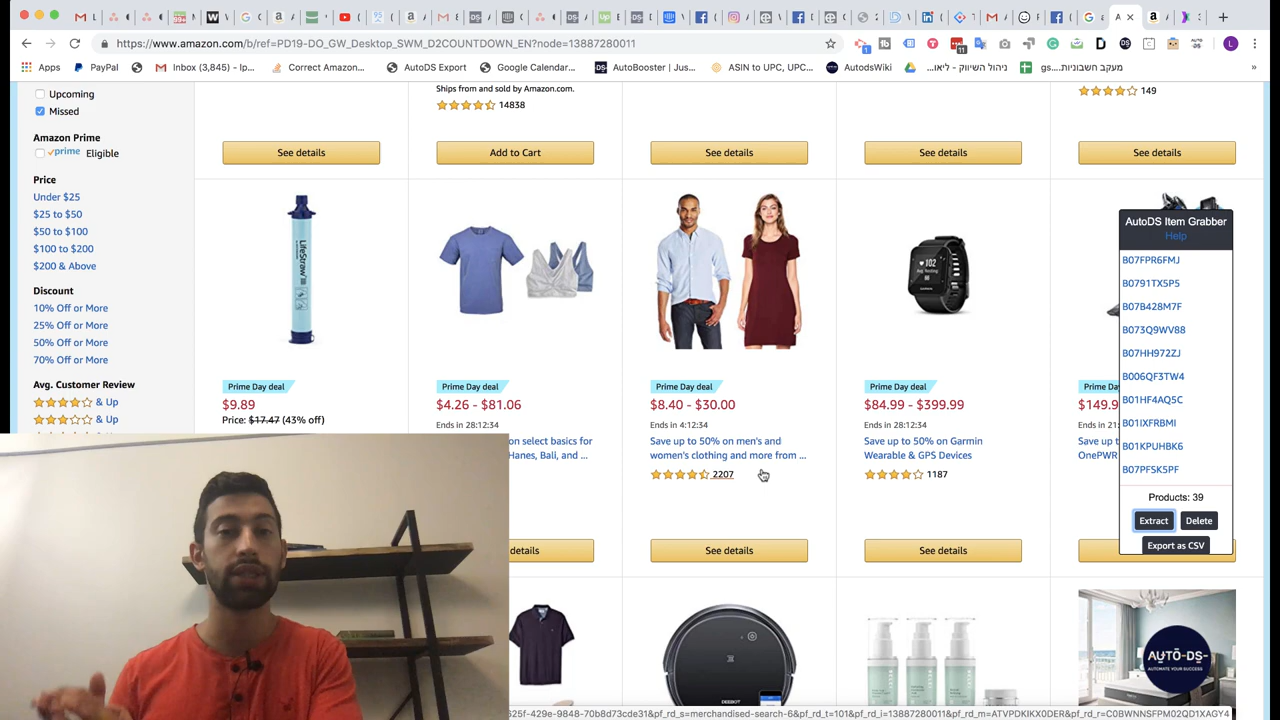 99+
W
G C
M 8
Up
G a
M A
F
A
https://www.amazon.com/b/ref=PD19-DO_GW_Desktop_SWM_D2COUNTDOWN_EN?node=13887280011
11
L
Apps
PayPal
Inbox (3,845) - lp...
Correct Amazon...
AutoDS Export
Google Calendar...
AutoBooster | Jus...
ASIN to UPC, UPC...
AutodsWiki
ניהול השיווק - ליאו...
מעקב חשבוניות...gs
»
Upcoming
Missed
Amazon Prime
prime Eligible
Price
Under $25
$25 to $50
$50 to $100
$100 to $200
$200 & Above
Discount
10% Off or More
25% Off or More
50% Off or More
70% Off or More
Avg. Customer Review
& Up
& Up
Ships from and sold by Amazon.com.
14838
149
See details
Add to Cart
See details
See details
See details
LifeStraw
102
Prime Day deal
$9.89
Price: $17.47 (43% off)
Prime Day deal
$4.26 - $81.06
Ends in 28:12:34
on select basics for
Hanes, Bali, and ...
details
Prime Day deal
$8.40 - $30.00
Ends in 4:12:34
Save up to 50% on men's and
women's clothing and more from ...
2207
See details
Prime Day deal
$84.99 - $399.99
Ends in 28:12:34
Save up to 50% on Garmin
Wearable & GPS Devices
1187
See details
Prime Day
$149.9
Ends in 21:
Save up t
OnePWR
AutoDS Item Grabber
Help
B07FPR6FMJ
B0791TX5P5
B07B428M7F
B073Q9WV88
B07HH972ZJ
B006QF3TW4
B01HF4AQ5C
B01IXFRBMI
B01KPUHBK6
B07PFSK5PF
Products: 39
Extract
Delete
Export as CSV
DEEBOT
AUTO-DS-
AUTOMATE YOUR SUCCESS
525f-429e-9848-70b8d73cde31&pf_rd_s=merchandised-search-6&pf_rd_t=101&pf_rd_i=13887280011&pf_rd_m=ATVPDKIKX0DER&pf_rd_r=C0BWNNSFPM02QD1XAGY4